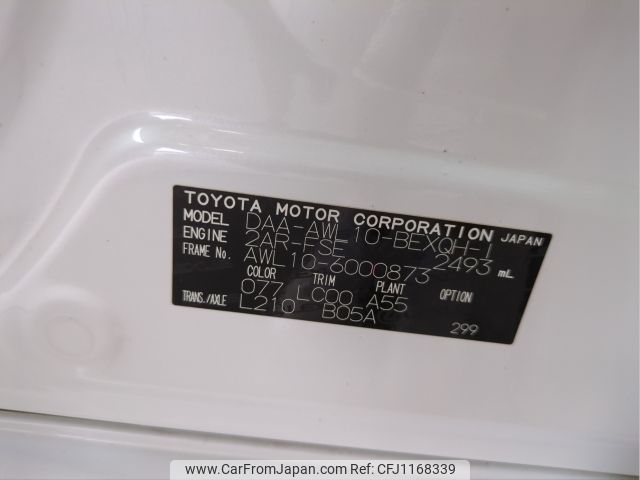 TOYOTA MOTOR CORPORATION JAPAN
MODEL DAA-AWL10-BEXQH-1
ENGINE 2AR-FSE 2493 mL
FRAME No. AWL10-6000873
COLOR TRIM PLANT OPTION
077 LC00 A55
TRANS./AXLE L210 B05A
299
www.CarFromJapan.com | Ref.No: CFJ1168339